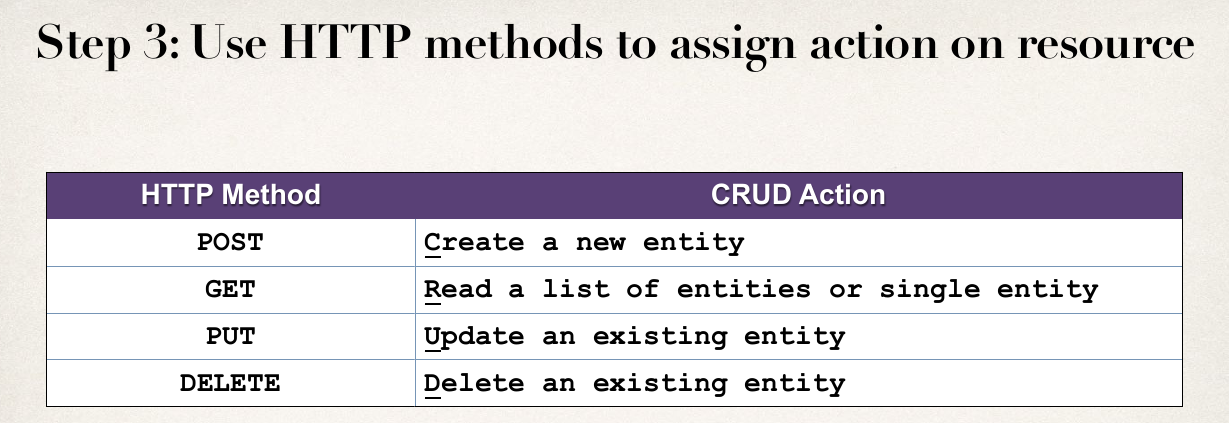 Step 3: Use HTTP methods to assign action on resource
HTTP Method CRUD Action
POST Create a new entity
GET Read a list of entities or single entity
PUT Update an existing entity
DELETE Delete an existing entity